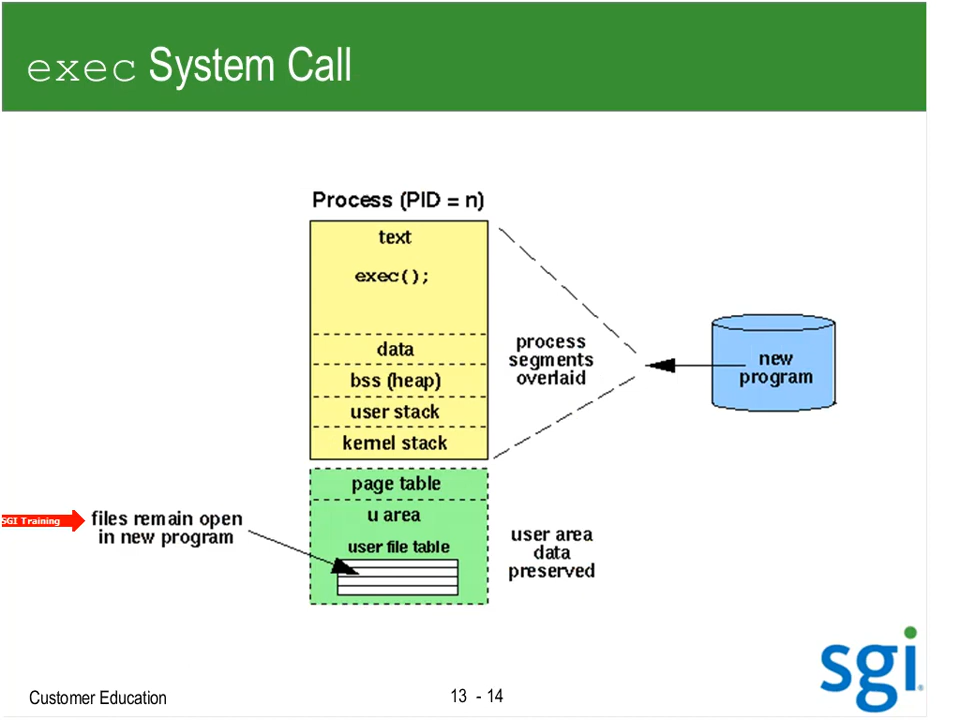 exec System Call
Process (PID = n)
text
exec();
data
bss (heap)
user stack
kernel stack
process
segments
overlaid
new
program
page table
u area
user file table
SGI Training
files remain open
in new program
user area
data
preserved
sgi
Customer Education
13 - 14